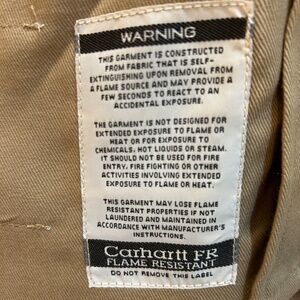 WARNING
THIS GARMENT IS CONSTRUCTED
FROM FABRIC THAT IS SELF-
EXTINGUISHING UPON REMOVAL FROM
A FLAME SOURCE AND MAY PROVIDE A
FEW SECONDS TO REACT TO AN
ACCIDENTAL EXPOSURE.
THE GARMENT IS NOT DESIGNED FOR
EXTENDED EXPOSURE TO FLAME OR
HEAT OR FOR EXPOSURE TO
CHEMICALS, HOT LIQUIDS OR STEAM.
IT SHOULD NOT BE USED FOR FIRE
ENTRY, FIRE FIGHTING OR OTHER
ACTIVITIES INVOLVING EXTENDED
EXPOSURE TO FLAME OR HEAT.
THIS GARMENT MAY LOSE FLAME
RESISTANT PROPERTIES IF NOT
LAUNDERED AND MAINTAINED IN
ACCORDANCE WITH MANUFACTURER'S
INSTRUCTIONS.
Carhartt FR
FLAME RESISTANT
DO NOT REMOVE THIS LABEL